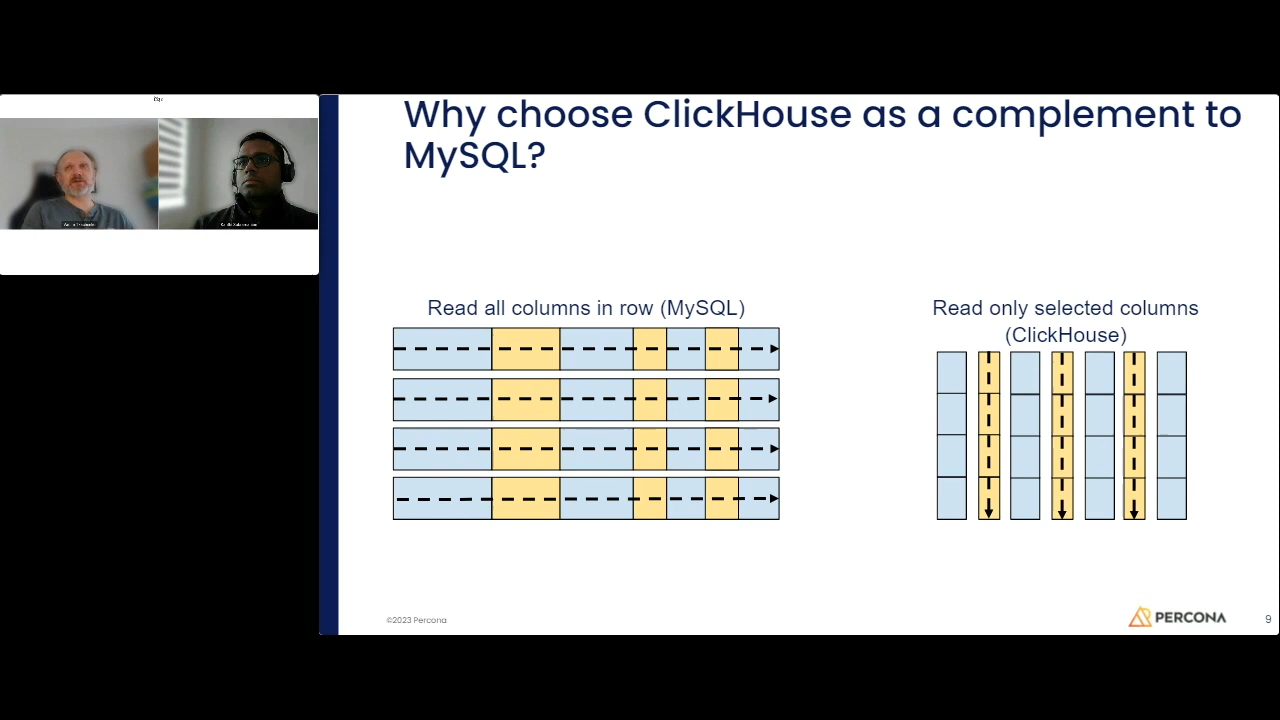 Why choose ClickHouse as a complement to
MySQL?
Read all columns in row (MySQL)
Read only selected columns
(ClickHouse)
©2023 Percona
PERCONA
9